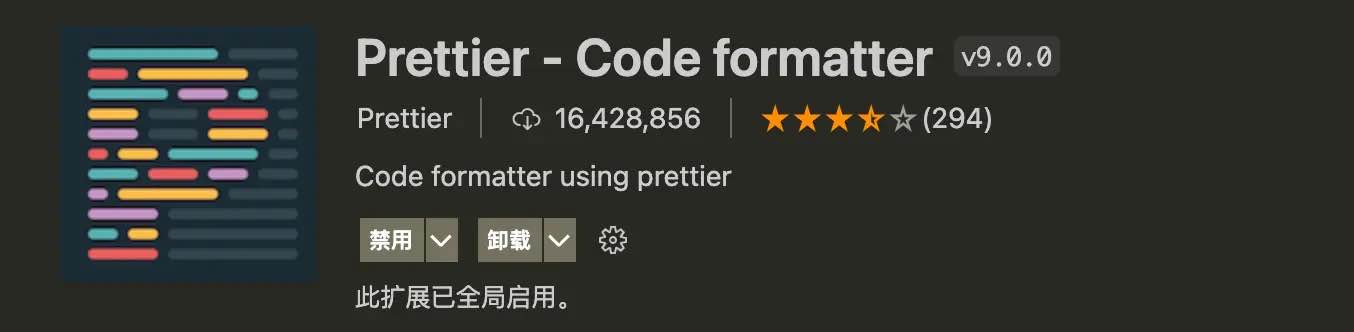 Prettier - Code formatter v9.0.0
Prettier 16,428,856 (294)
Code formatter using prettier
禁用 卸载
此扩展已全局启用。